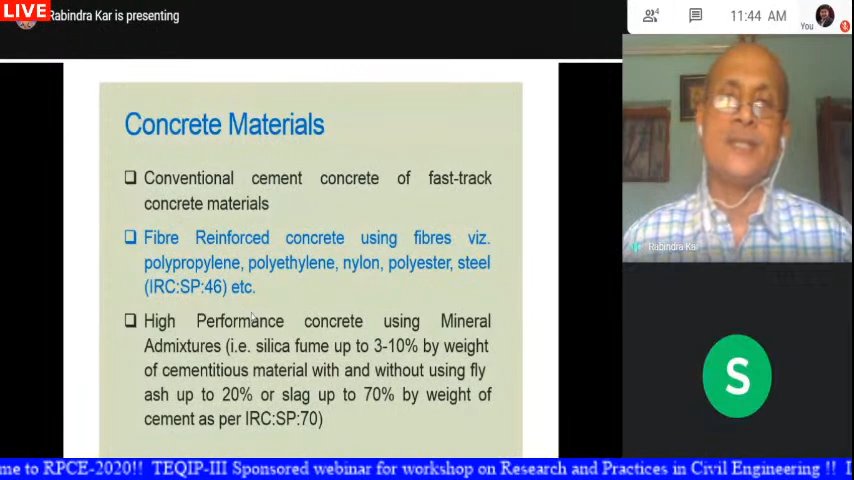 LIVE
Rabindra Kar is presenting
4
11:44 AM
You
Concrete Materials
Conventional cement concrete of fast-track
concrete materials
Fibre Reinforced concrete using fibres viz.
polypropylene, polyethylene, nylon, polyester, steel
(IRC:SP:46) etc.
High Performance concrete using Mineral
Admixtures (i.e. silica fume up to 3-10% by weight
of cementitious material with and without using fly
ash up to 20% or slag up to 70% by weight of
cement as per IRC:SP:70)
Rabindra Kar
S
me to RPCE-2020!! TEQIP-III Sponsored webinar for workshop on Research and Practices in Civil Engineering !!